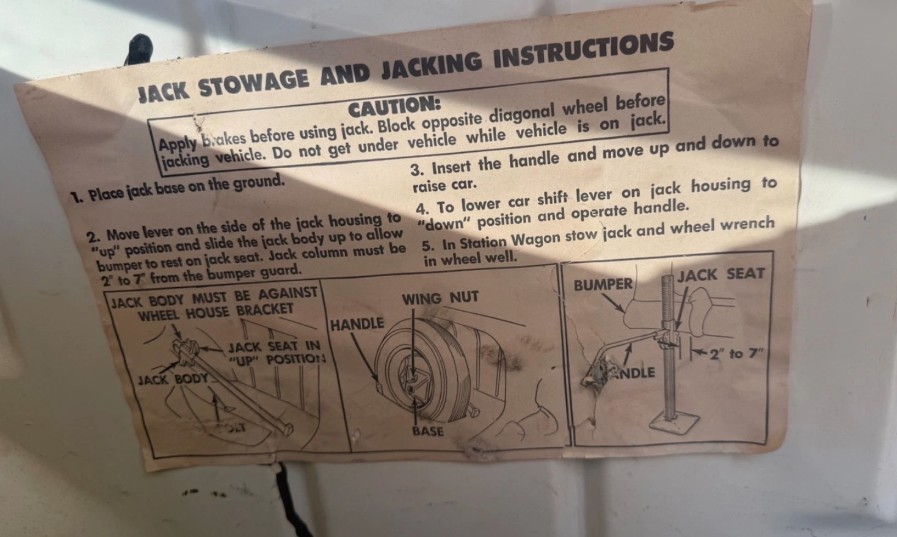 JACK STOWAGE AND JACKING INSTRUCTIONS
CAUTION:
Apply brakes before using jack. Block opposite diagonal wheel before
jacking vehicle. Do not get under vehicle while vehicle is on jack.
1. Place jack base on the ground.
2. Move lever on the side of the jack housing to
"up" position and slide the jack body up to allow
bumper to rest on jack seat. Jack column must be
2" to 7" from the bumper guard.
3. Insert the handle and move up and down to
raise car.
4. To lower car shift lever on jack housing to
"down" position and operate handle.
5. In Station Wagon stow jack and wheel wrench
in wheel well.
JACK BODY MUST BE AGAINST
WHEEL HOUSE BRACKET
JACK SEAT IN
"UP" POSITION
JACK BODY
WING NUT
HANDLE
BASE
BUMPER
JACK SEAT
2" to 7"